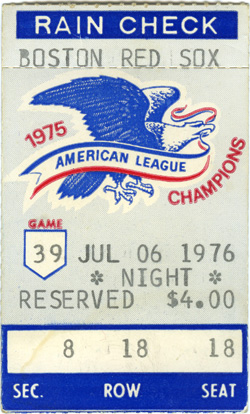 RAIN CHECK
BOSTON RED SOX
1975
AMERICAN LEAGUE
CHAMPIONS
GAME
39 JUL 06 1976
* NIGHT *
RESERVED $4.00
8 18 18
SEC. ROW SEAT